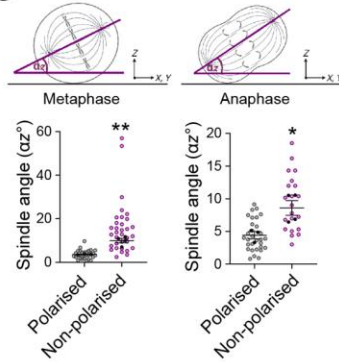 αz
Z
X, Y
αz
Z
X, Y
Metaphase
Anaphase
Spindle angle (αz°)
60
40
20
0
**
Polarised
Non-polarised
Spindle angle (αz°)
20
15
10
5
0
*
Polarised
Non-polarised